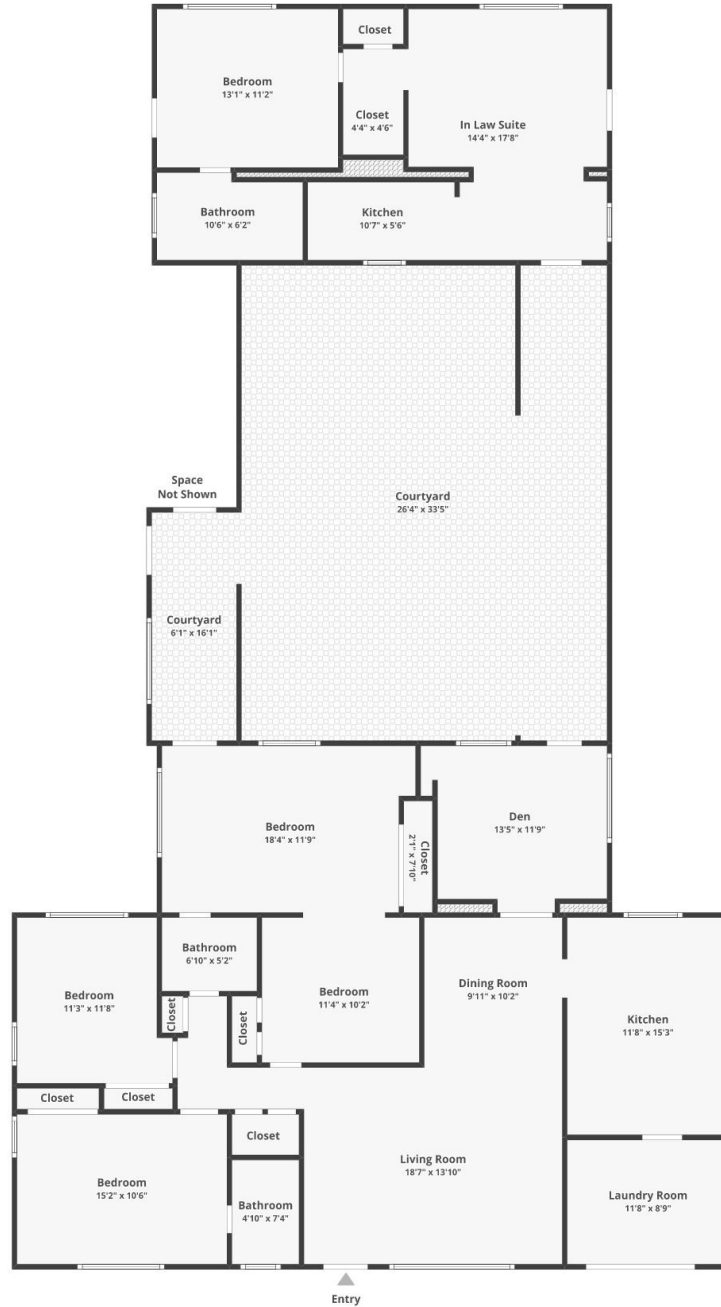 Closet
Bedroom
13'1" x 11'2"
Closet
4'4" x 4'6"
In Law Suite
14'4" x 17'8"
Bathroom
10'6" x 6'2"
Kitchen
10'7" x 5'6"
Space
Not Shown
Courtyard
26'4" x 33'5"
Courtyard
6'1" x 16'1"
Bedroom
18'4" x 11'9"
Closet
2'1" x 7'10"
Den
13'5" x 11'9"
Bathroom
6'10" x 5'2"
Bedroom
11'3" x 11'8"
Closet
Closet
Bedroom
11'4" x 10'2"
Dining Room
9'11" x 10'2"
Kitchen
11'8" x 15'3"
Closet
Closet
Closet
Bedroom
15'2" x 10'6"
Bathroom
4'10" x 7'4"
Living Room
18'7" x 13'10"
Laundry Room
11'8" x 8'9"
Entry